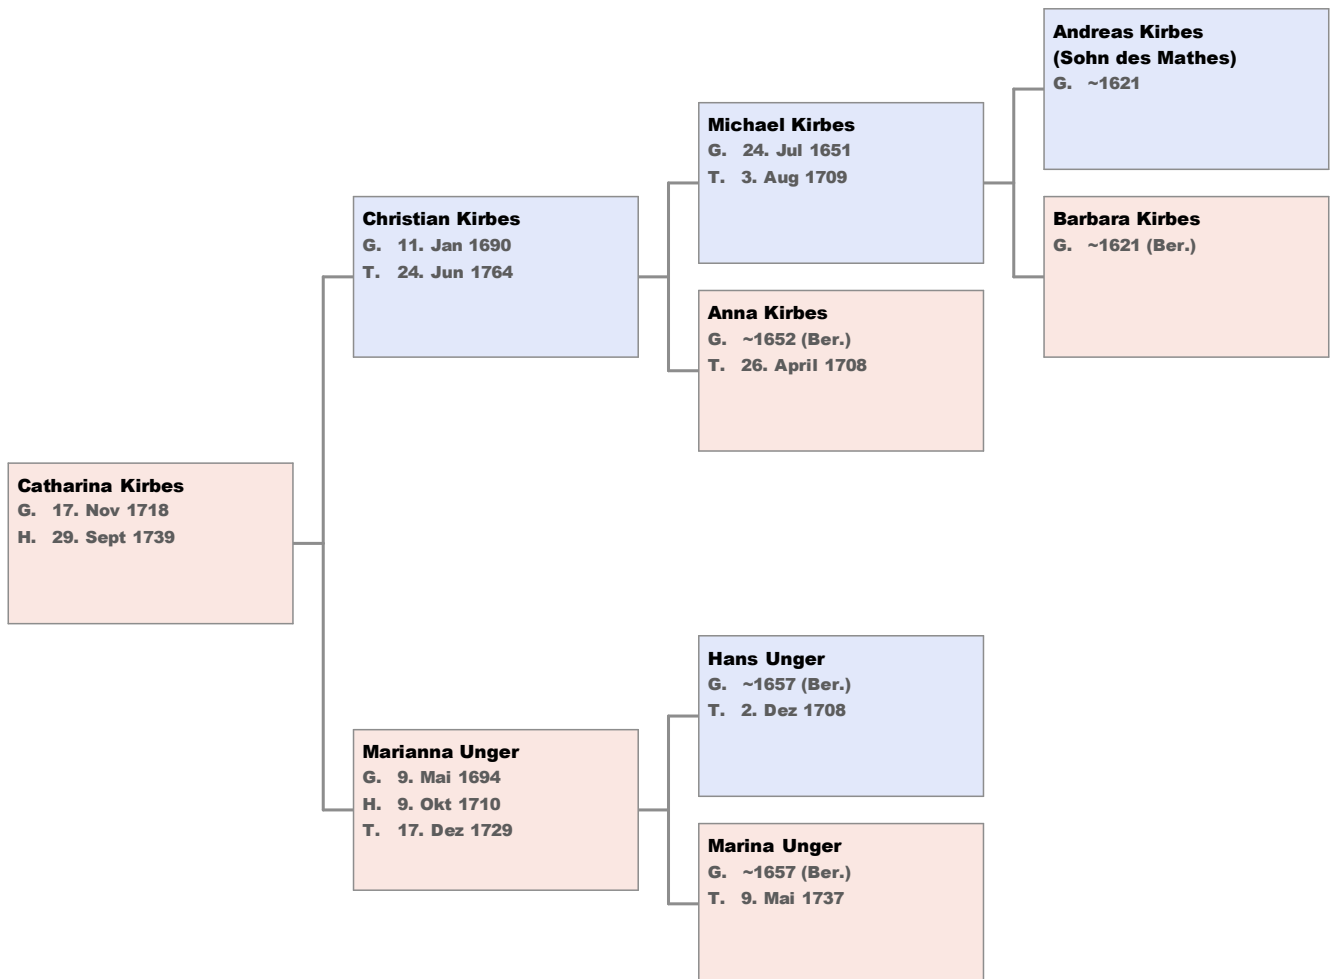 Andreas Kirbes
(Sohn des Mathes)
G. ~1621
Michael Kirbes
G. 24. Jul 1651
T. 3. Aug 1709
Christian Kirbes
G. 11. Jan 1690
T. 24. Jun 1764
Barbara Kirbes
G. ~1621 (Ber.)
Anna Kirbes
G. ~1652 (Ber.)
T. 26. April 1708
Catharina Kirbes
G. 17. Nov 1718
H. 29. Sept 1739
Hans Unger
G. ~1657 (Ber.)
T. 2. Dez 1708
Marianna Unger
G. 9. Mai 1694
H. 9. Okt 1710
T. 17. Dez 1729
Marina Unger
G. ~1657 (Ber.)
T. 9. Mai 1737